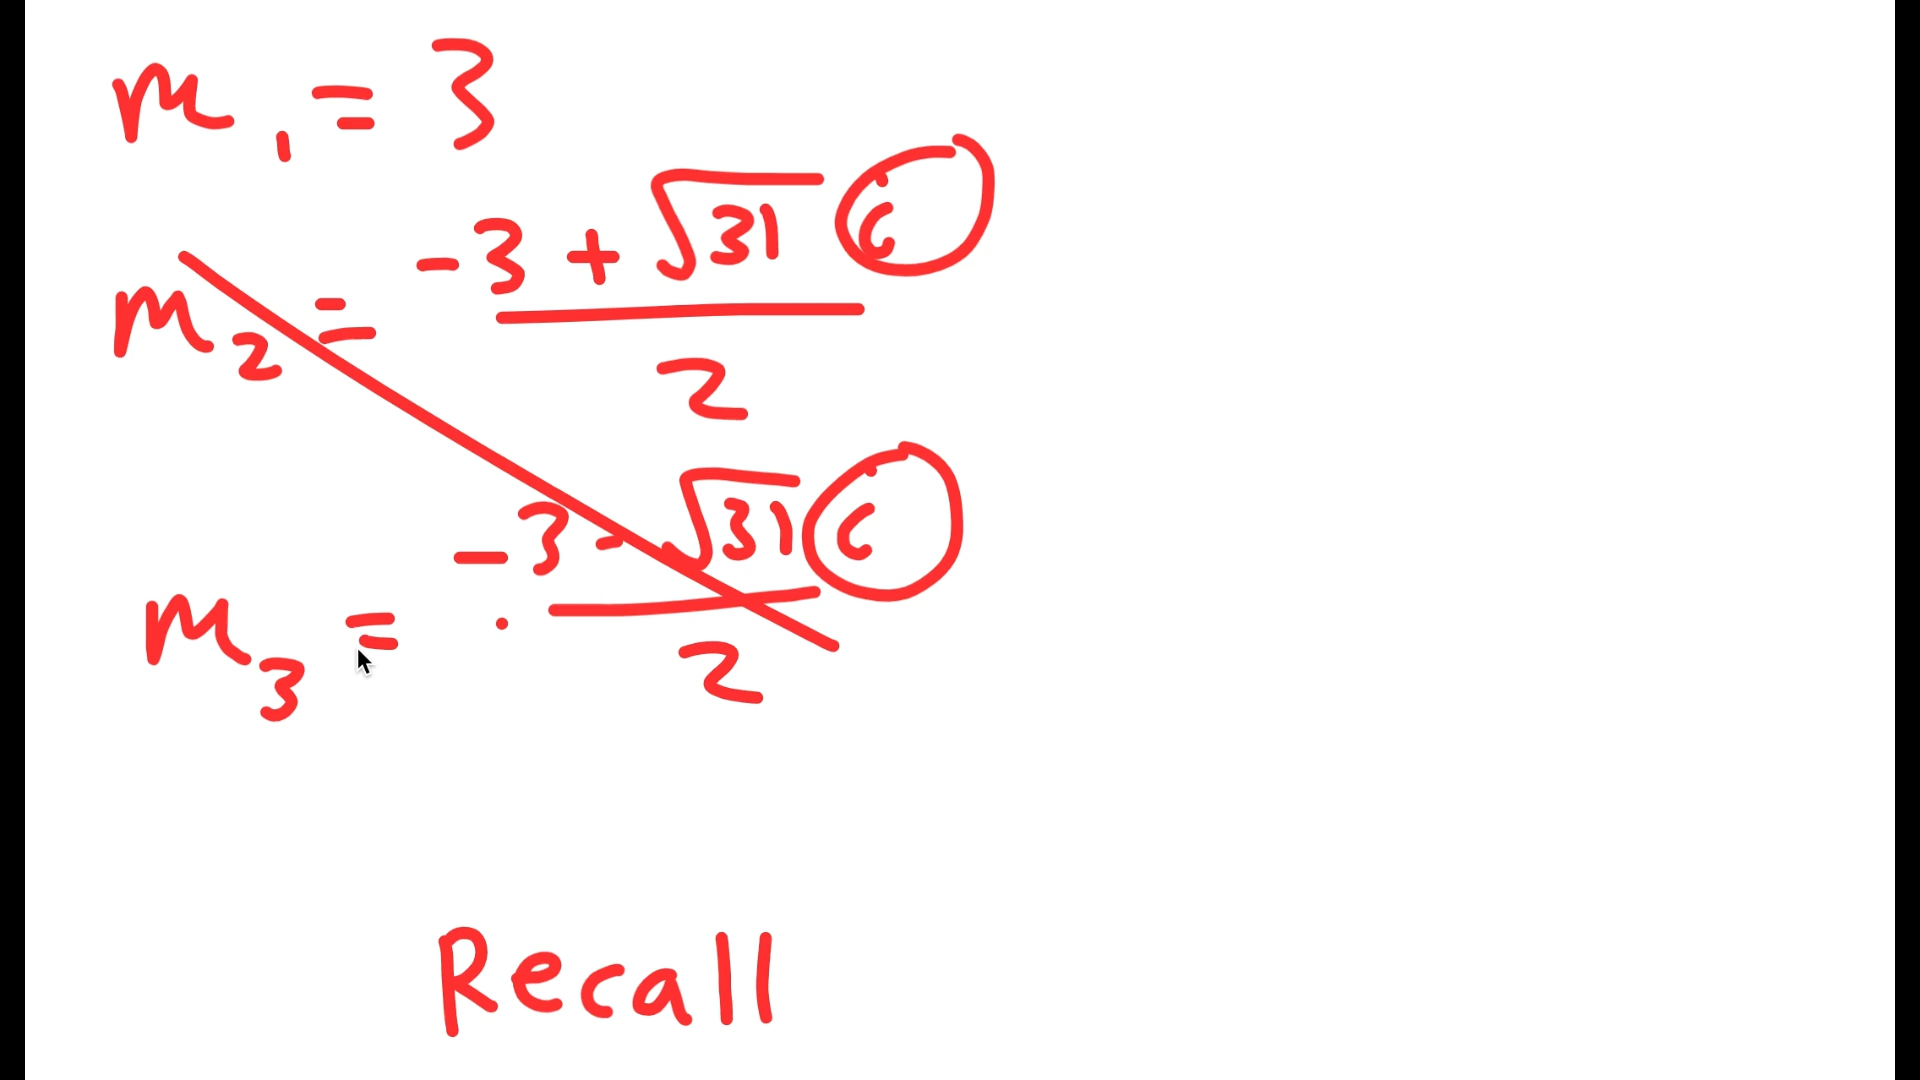 m₁ = 3
m₂ = (-3 + √31 i) / 2
m₃ = (-3 - √31 i) / 2
Recall